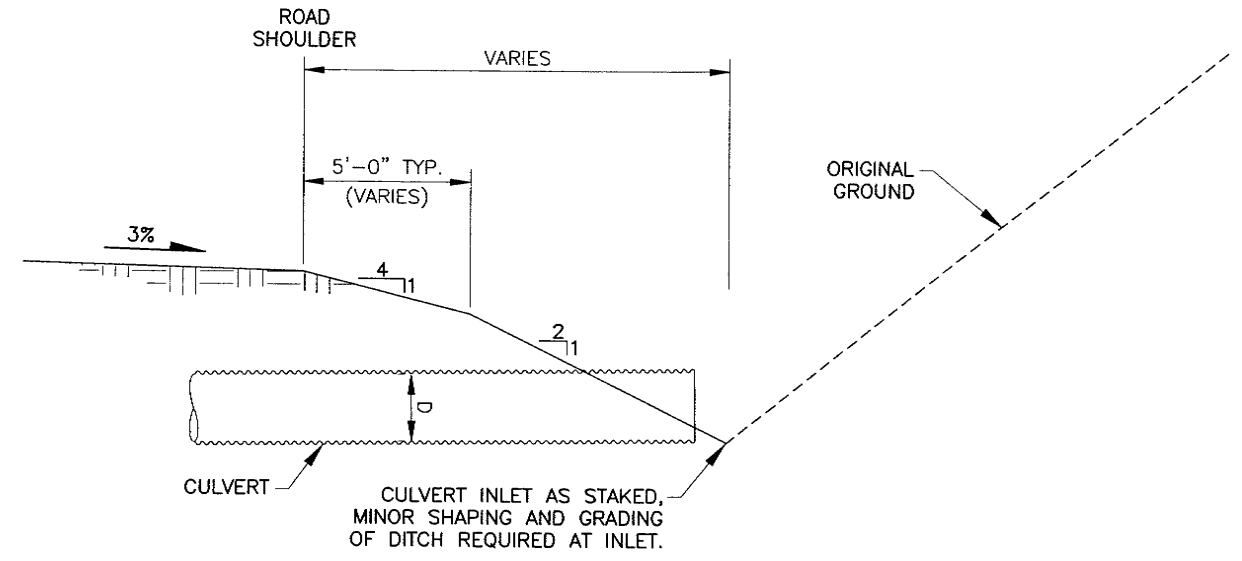 ROAD
SHOULDER
VARIES
5'-0" TYP.
(VARIES)
ORIGINAL
GROUND
3%
4
1
2
1
D
CULVERT
CULVERT INLET AS STAKED,
MINOR SHAPING AND GRADING
OF DITCH REQUIRED AT INLET.